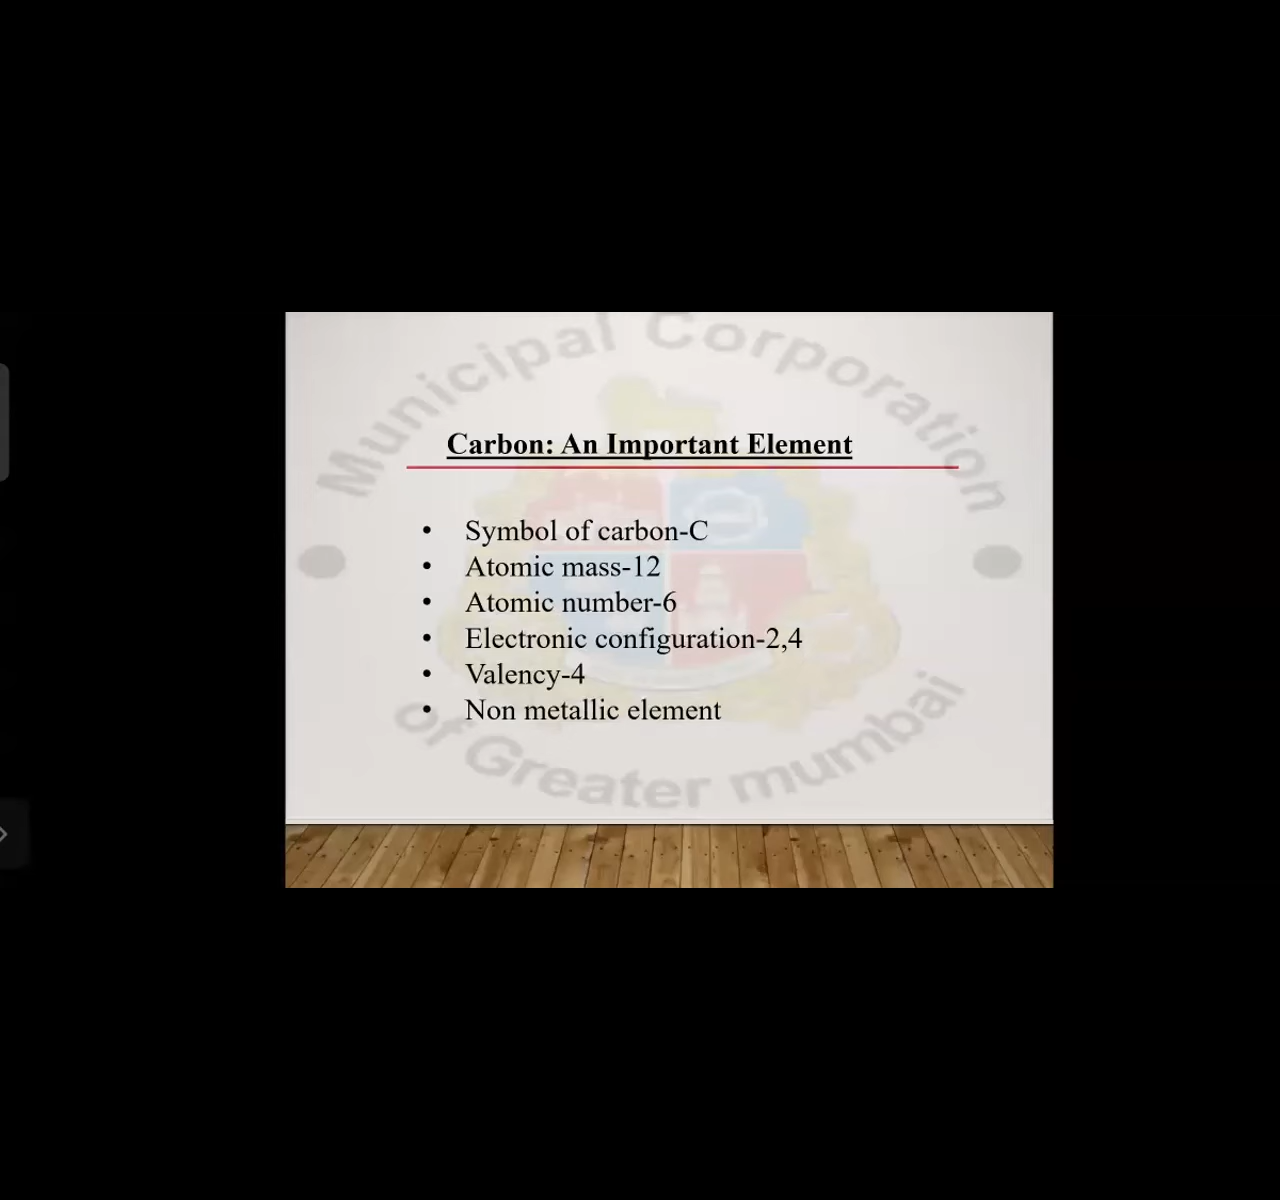 Municipal Corporation
Carbon: An Important Element
• Symbol of carbon-C
• Atomic mass-12
• Atomic number-6
• Electronic configuration-2,4
• Valency-4
• Non metallic element
of Greater mumbai